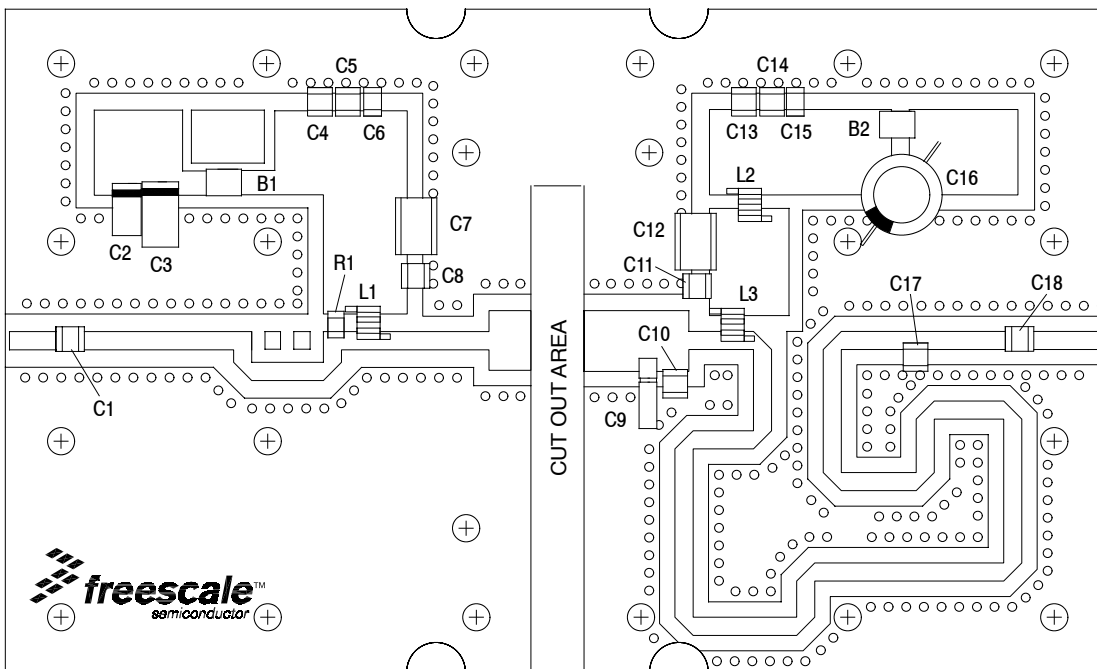 C5
C4
C6
B1
C2
C3
C7
C8
R1
L1
C1
CUT OUT AREA
C14
C13
C15
B2
L2
C16
C12
C11
L3
C10
C9
C17
C18
freescale™
semiconductor